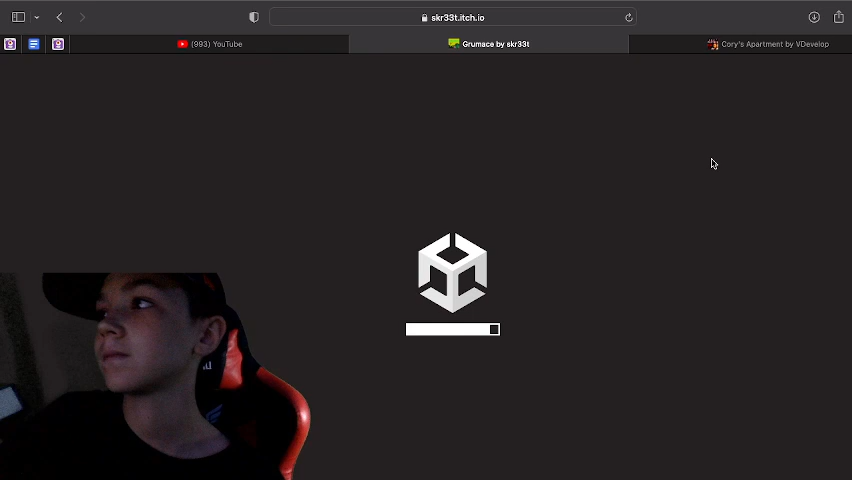 skr33t.itch.io
(993) YouTube
Grumace by skr33t
Cory's Apartment by VDevelop